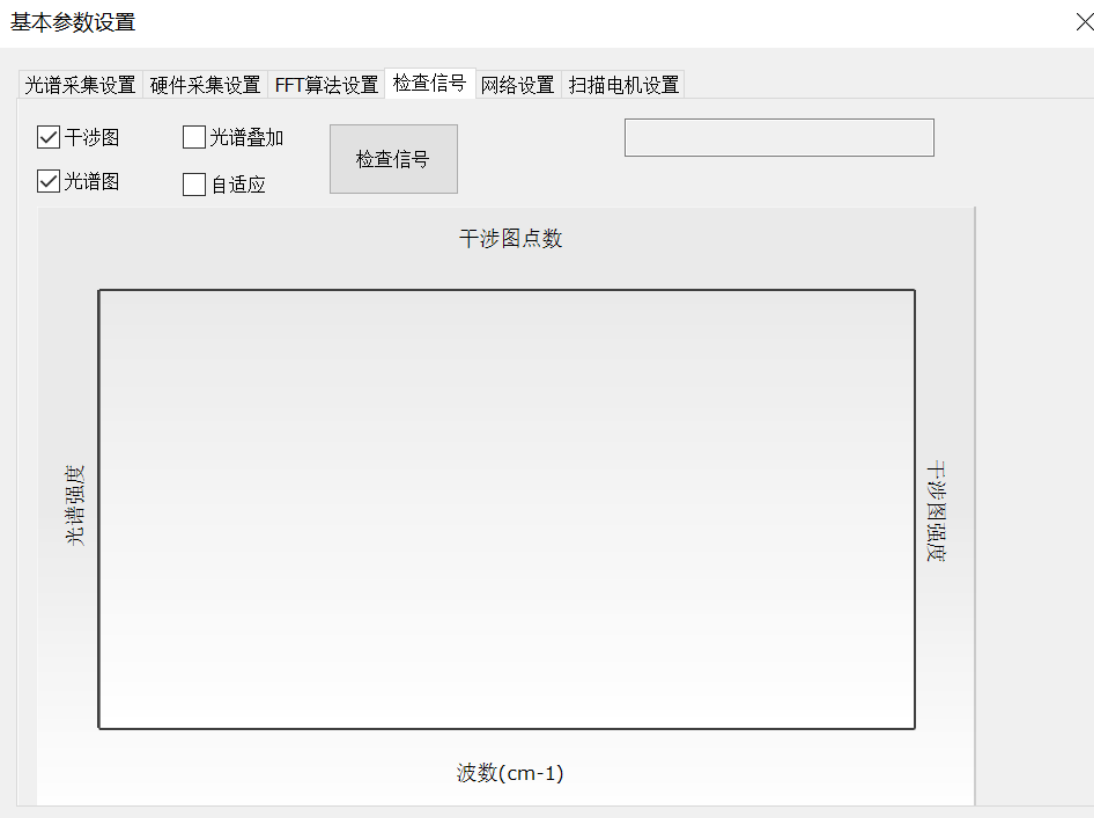 基本参数设置
光谱采集设置 硬件采集设置 FFT算法设置 检查信号 网络设置 扫描电机设置
干涉图 光谱叠加 检查信号
光谱图 自适应
干涉图点数
光谱强度
干涉图强度
波数(cm-1)